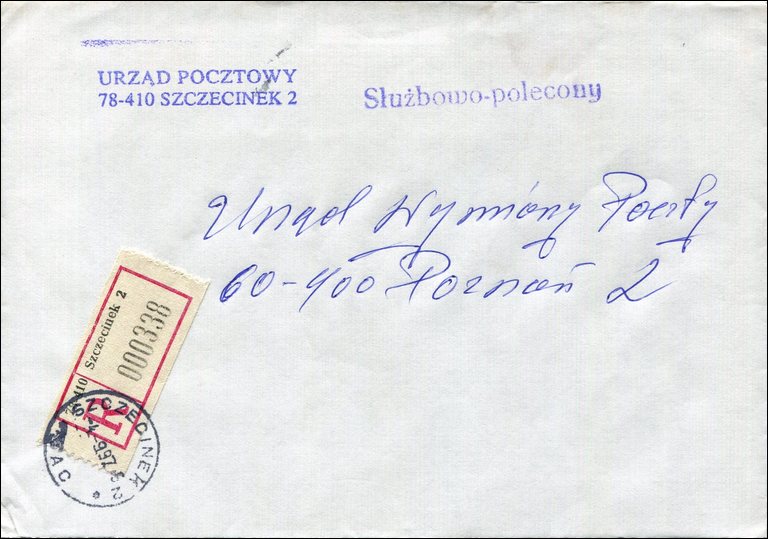 URZĄD POCZTOWY
78-410 SZCZECINEK 2
Służbowo-polecony
Urząd Wymiany Poczty
60-400 Poznań 2
Szczecinek 2
000338
R
SZCZECINEK 2